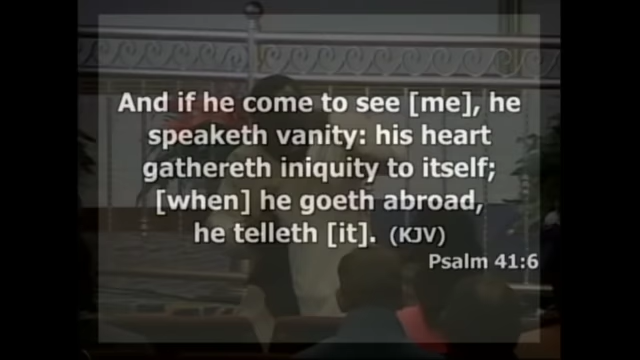 And if he come to see [me], he
speaketh vanity: his heart
gathereth iniquity to itself;
[when] he goeth abroad,
he telleth [it]. (KJV)
Psalm 41:6